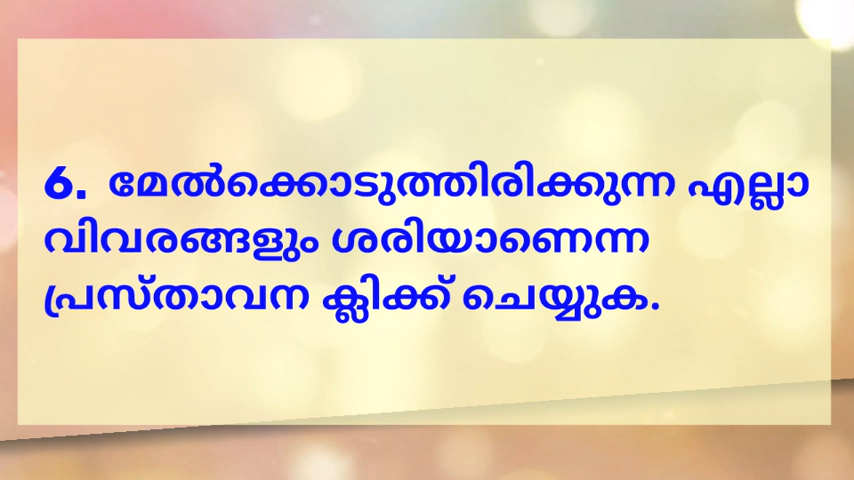 6. മേൽക്കൊടുത്തിരിക്കുന്ന എല്ലാ
വിവരങ്ങളും ശരിയാണെന്ന
പ്രസ്താവന ക്ലിക്ക് ചെയ്യുക.